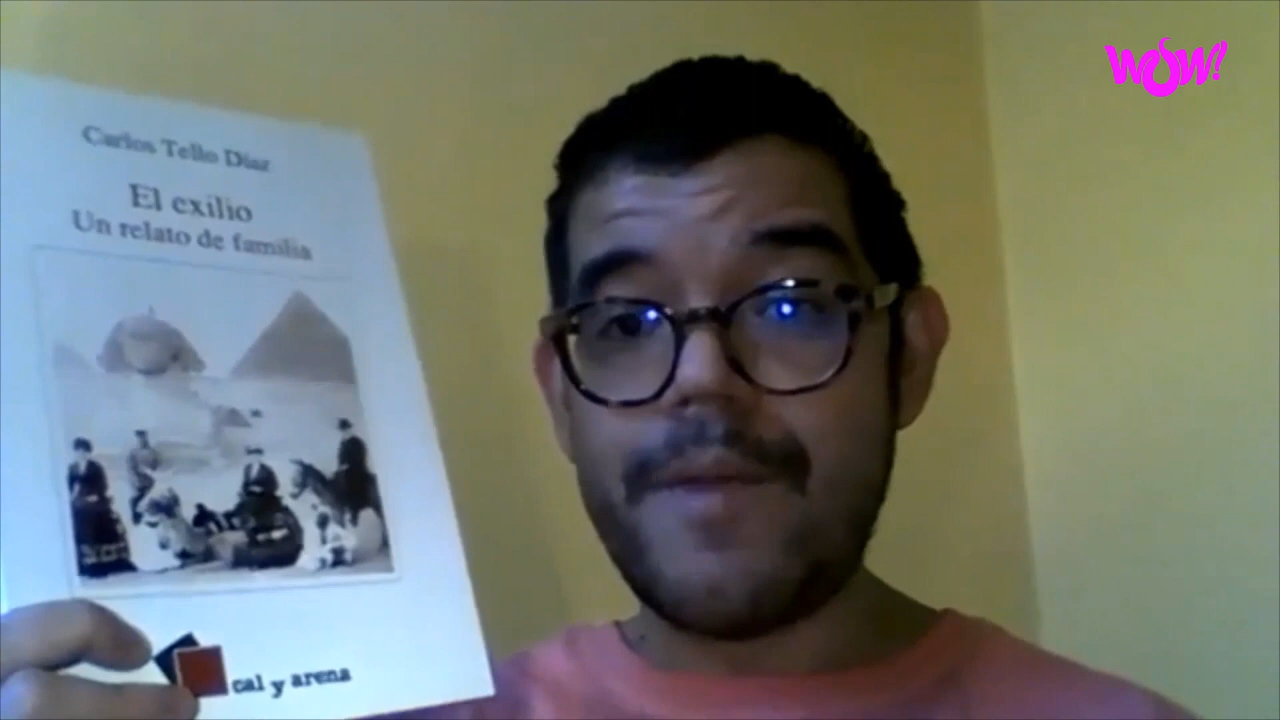 Carlos Tello Díaz
El exilio
Un relato de familia
cal y arena
WOW!